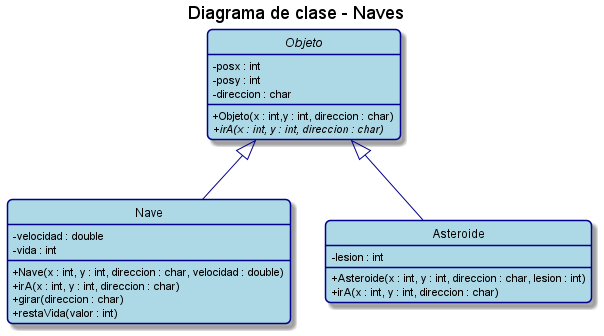 Diagrama de clase - Naves
Objeto
-posx : int
-posy : int
-direccion : char
+Objeto(x : int,y : int, direccion : char)
+irA(x : int, y : int, direccion : char)
Nave
-velocidad : double
-vida : int
+Nave(x : int, y : int, direccion : char, velocidad : double)
+irA(x : int, y : int, direccion : char)
+girar(direccion : char)
+restaVida(valor : int)
Asteroide
-lesion : int
+Asteroide(x : int, y : int, direccion : char, lesion : int)
+irA(x : int, y : int, direccion : char)